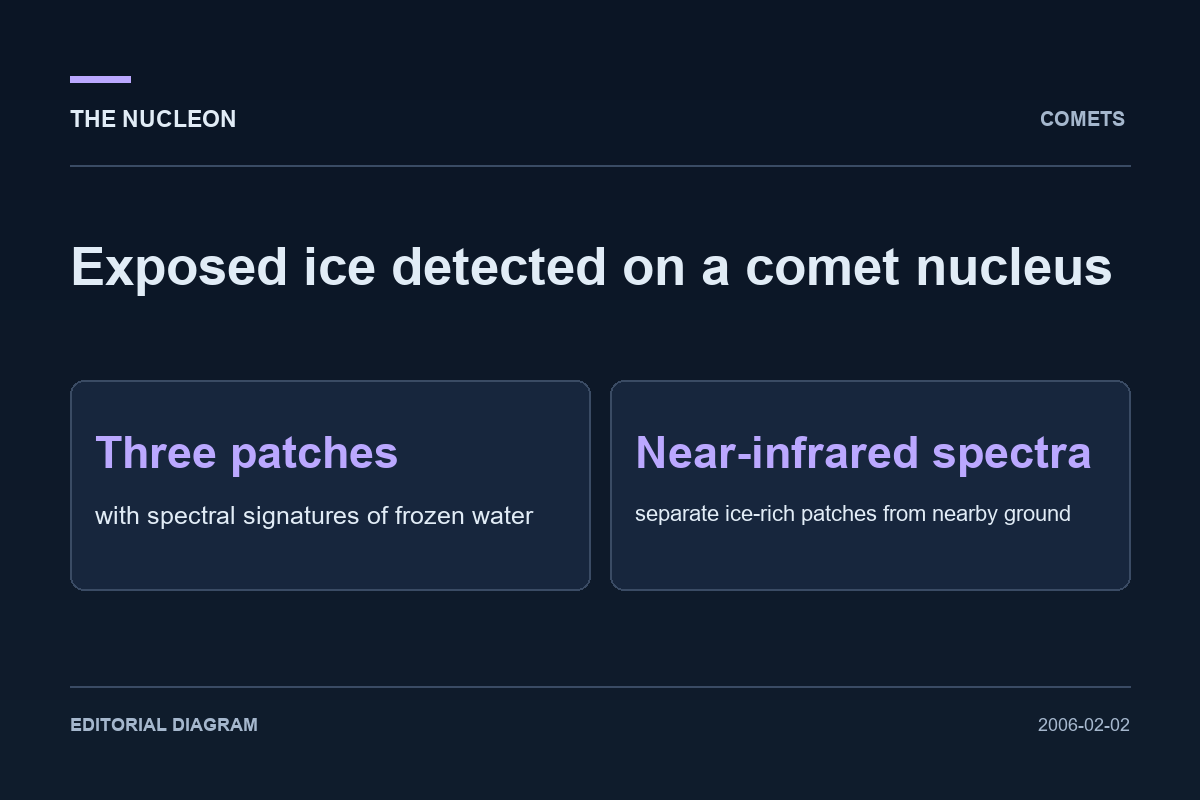 THE NUCLEON
COMETS
Exposed ice detected on a comet nucleus
Three patches
with spectral signatures of frozen water
Near-infrared spectra
separate ice-rich patches from nearby ground
EDITORIAL DIAGRAM
2006-02-02